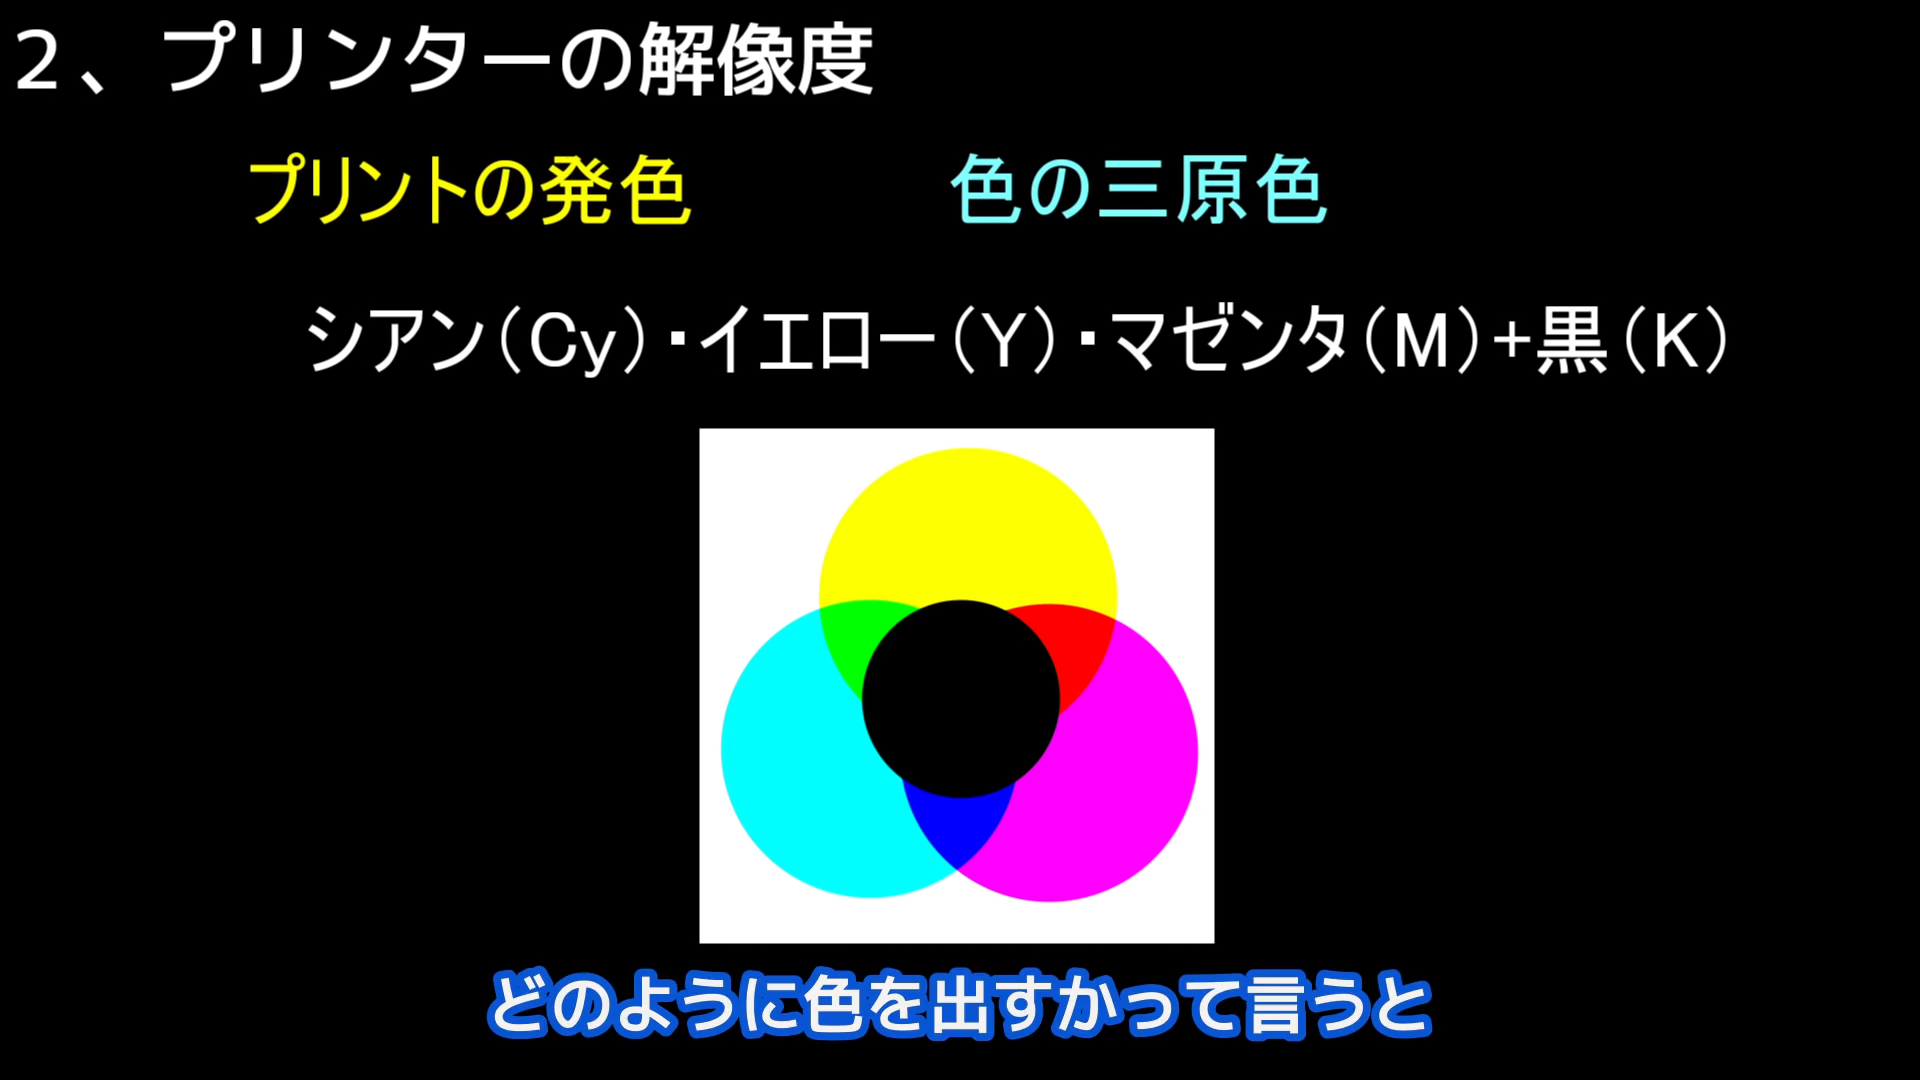 ２、プリンターの解像度
プリントの発色　色の三原色
シアン（Cy）・イエロー（Y）・マゼンタ（M）+黒（K）
どのように色を出すかって言うと